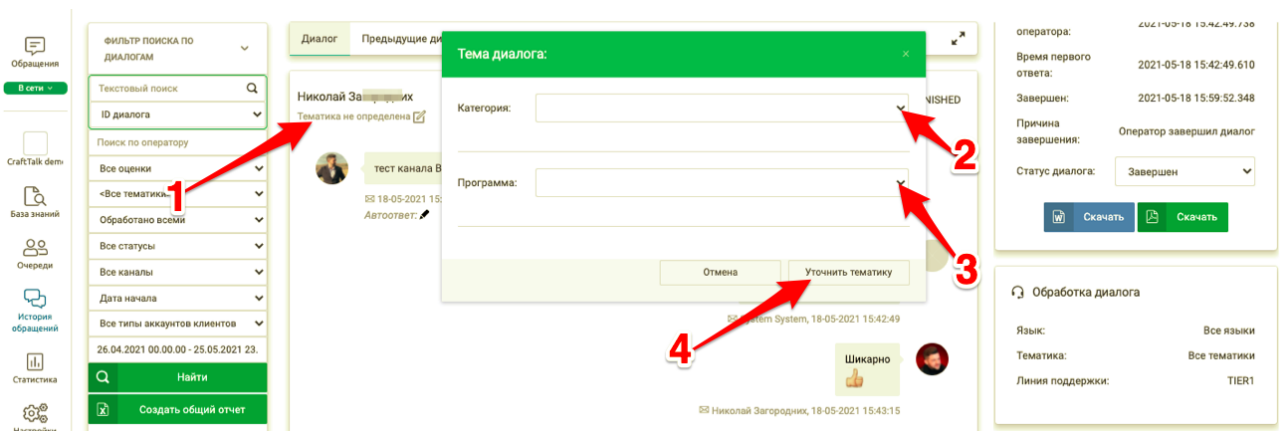 Обращения
В сети
CraftTalk dem
База знаний
Очереди
История
обращений
Статистика
Настройки
ФИЛЬТР ПОИСКА ПО
ДИАЛОГАМ
Текстовый поиск
ID диалога
Поиск по оператору
Все оценки
<Все тематики
Обработано всеми
Все статусы
Все каналы
Дата начала
Все типы аккаунтов клиентов
26.04.2021 00.00.00 - 25.05.2021 23.
Найти
Создать общий отчет
1
Диалог Предыдущие ди
Николай За их
NISHED
Тематика не определена
тест канала В
18-05-2021 15:
Автоответ:
Тема диалога:
×
Категория:
2
Программа:
3
Отмена Уточнить тематику
4
System System, 18-05-2021 15:42:49
Шикарно
Николай Загородних, 18-05-2021 15:43:15
оператора: 2021-05-18 15:42:49.738
Время первого
ответа: 2021-05-18 15:42:49.610
Завершен: 2021-05-18 15:59:52.348
Причина
завершения: Оператор завершил диалог
Статус диалога: Завершен
Скачать Скачать
Обработка диалога
Язык: Все языки
Тематика: Все тематики
Линия поддержки: TIER1